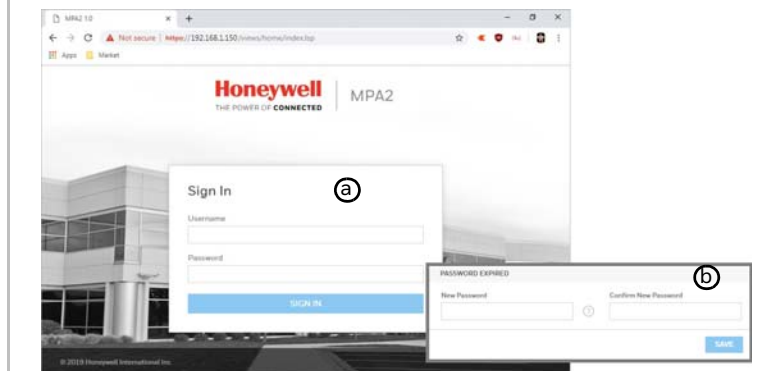 MPA2 1.0
Not secure | https://192.168.1.150/views/home/index.lsp
Apps Market
Honeywell
THE POWER OF CONNECTED
MPA2
Sign In
a
Username
Password
SIGN IN
PASSWORD EXPIRED
b
New Password
Confirm New Password
?
SAVE
© 2019 Honeywell International Inc.